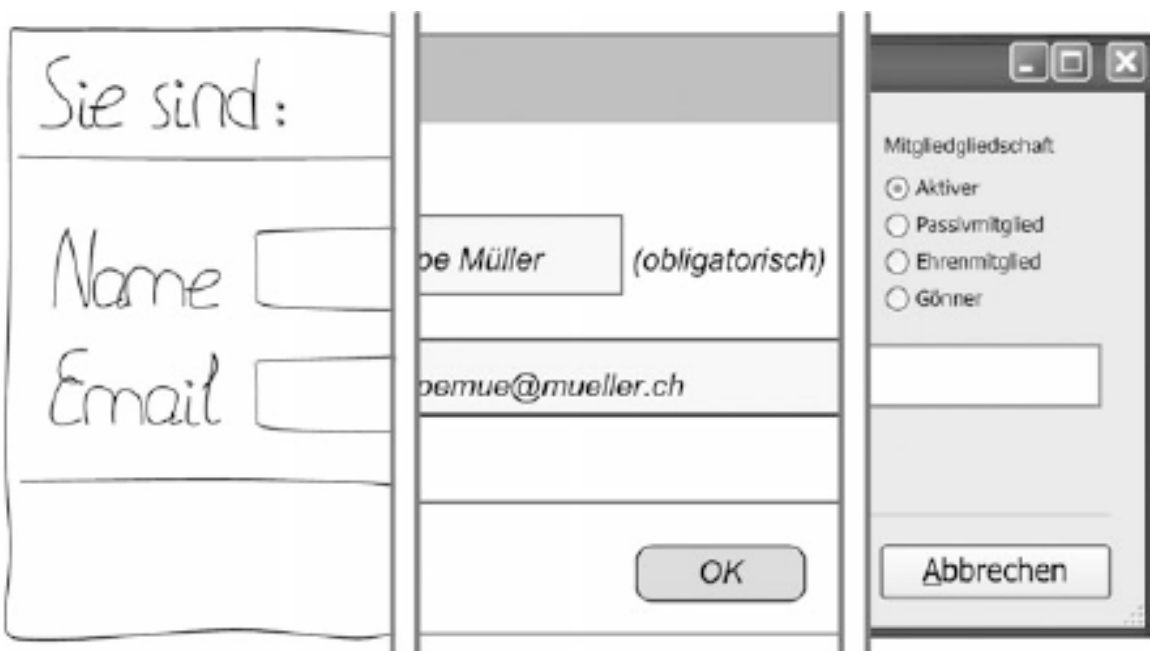 Sie sind:
Name
Email
pe Müller (obligatorisch)
pemue@mueller.ch
OK
Mitgliedgliedschaft
Aktiver
Passivmitglied
Ehrenmitglied
Gönner
Abbrechen